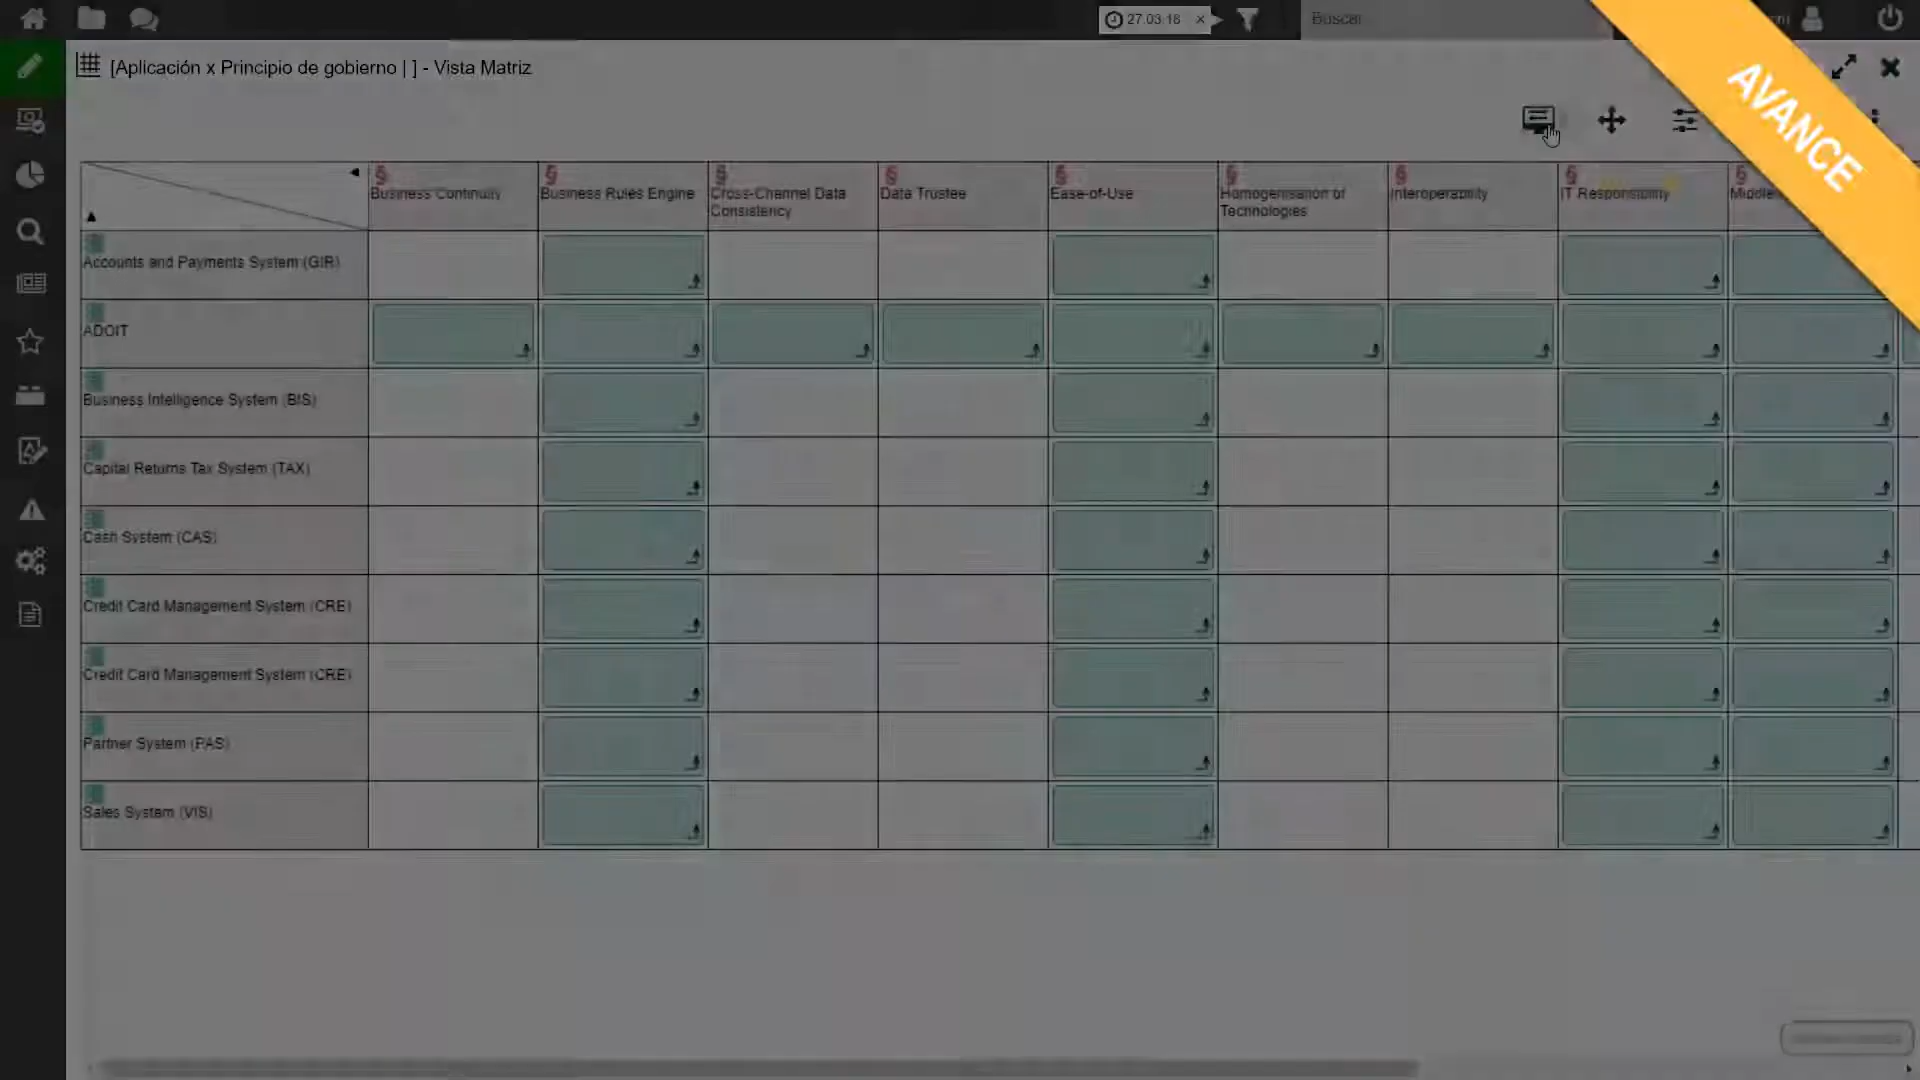 27.03.18
Buscar
AVANCE
[Aplicación x Principio de gobierno | ] - Vista Matriz
Business Continuity
Business Rules Engine
Cross-Channel Data
Consistency
Data Trustee
Ease-of-Use
Homogenisation of
Technologies
Interoperability
IT Responsibility
Accounts and Payments System (GIR)
ADOIT
Business Intelligence System (BIS)
Capital Returns Tax System (TAX)
Cash System (CAS)
Credit Card Management System (CRE)
Credit Card Management System (CRE)
Partner System (PAS)
Sales System (VIS)